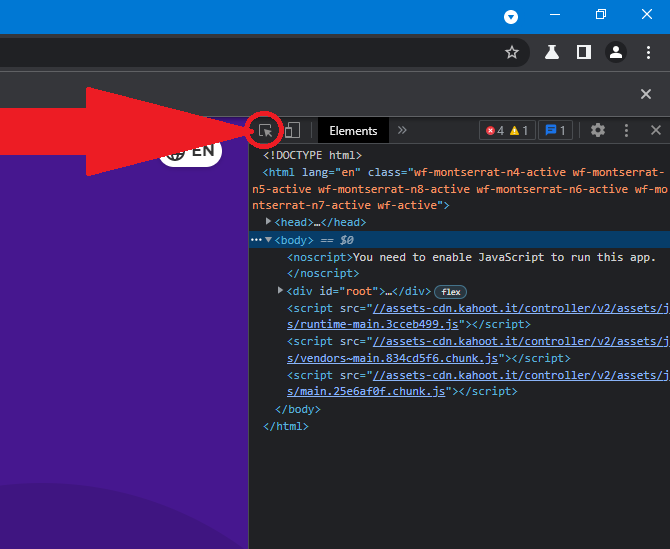 Elements
4
1
1
EN
<!DOCTYPE html>
<html lang="en" class="wf-montserrat-n4-active wf-montserrat-
n5-active wf-montserrat-n8-active wf-montserrat-n6-active wf-mo
ntserrat-n7-active wf-active">
<head>…</head>
<body> == $0
<noscript>You need to enable JavaScript to run this app.
</noscript>
<div id="root">…</div> flex
<script src="//assets-cdn.kahoot.it/controller/v2/assets/j
s/runtime-main.3cceb499.js"></script>
<script src="//assets-cdn.kahoot.it/controller/v2/assets/j
s/vendors~main.834cd5f6.chunk.js"></script>
<script src="//assets-cdn.kahoot.it/controller/v2/assets/j
s/main.25e6af0f.chunk.js"></script>
</body>
</html>